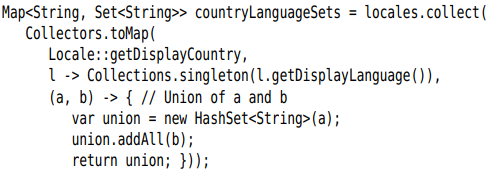 Map<String, Set<String>> countryLanguageSets = locales.collect(
Collectors.toMap(
Locale::getDisplayCountry,
l -> Collections.singleton(l.getDisplayLanguage()),
(a, b) -> { // Union of a and b
var union = new HashSet<String>(a);
union.addAll(b);
return union; }));